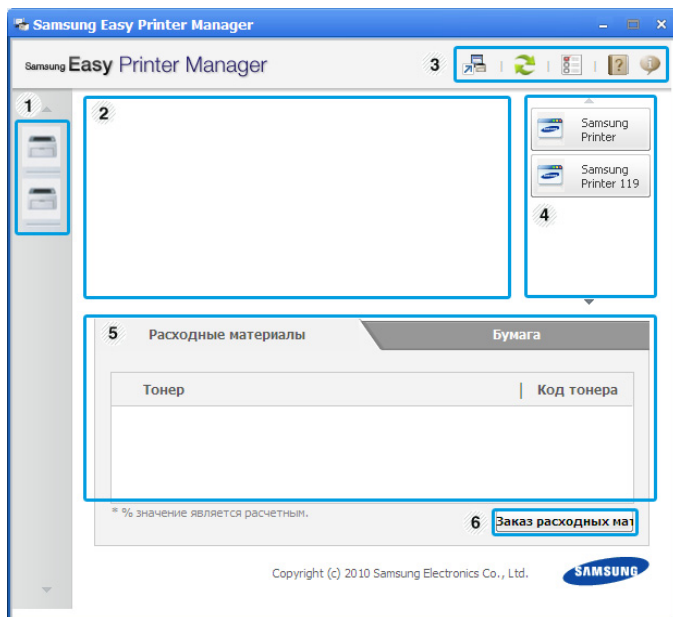 Samsung Easy Printer Manager
Samsung Easy Printer Manager
3
?
1
2
Samsung
Printer
Samsung
Printer 119
4
5 Расходные материалы Бумага
Тонер Код тонера
* % значение является расчетным.
6 Заказ расходных мат
Copyright (c) 2010 Samsung Electronics Co., Ltd. SAMSUNG